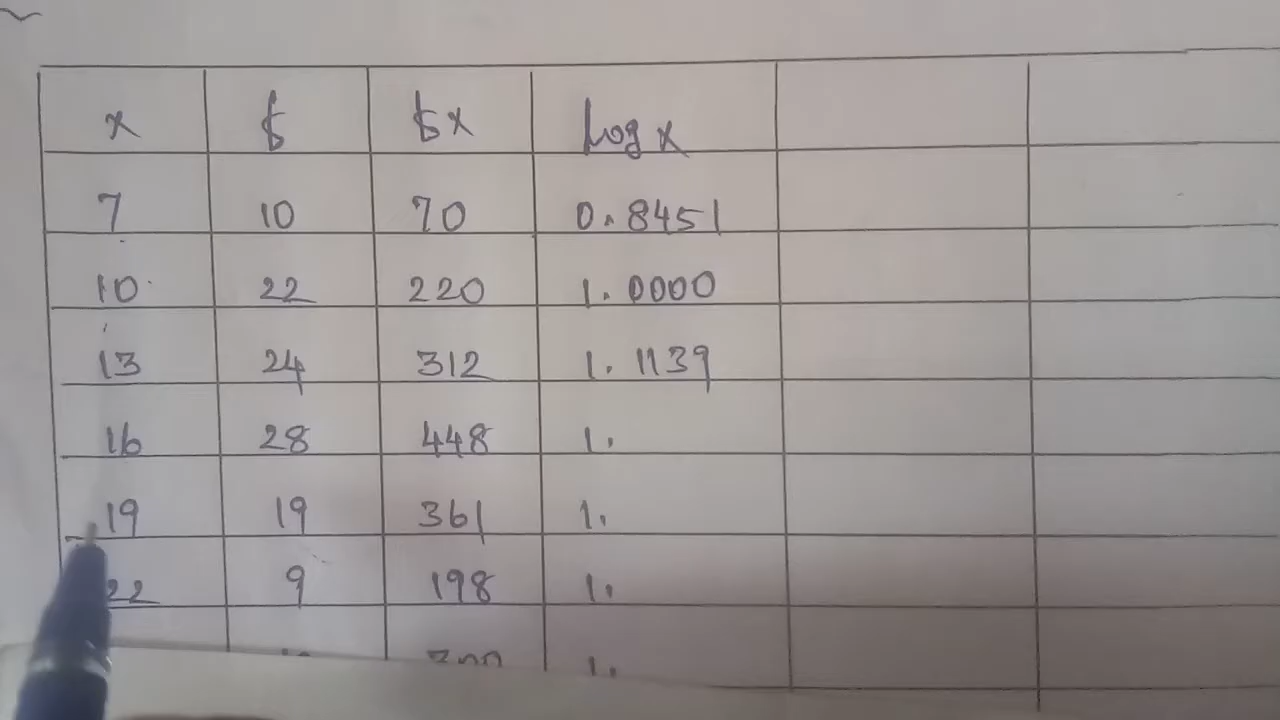 x f fx Log x
7 10 70 0.8451
10 22 220 1.0000
13 24 312 1.1139
16 28 448 1.
19 19 361 1.
22 9 198 1.
1.